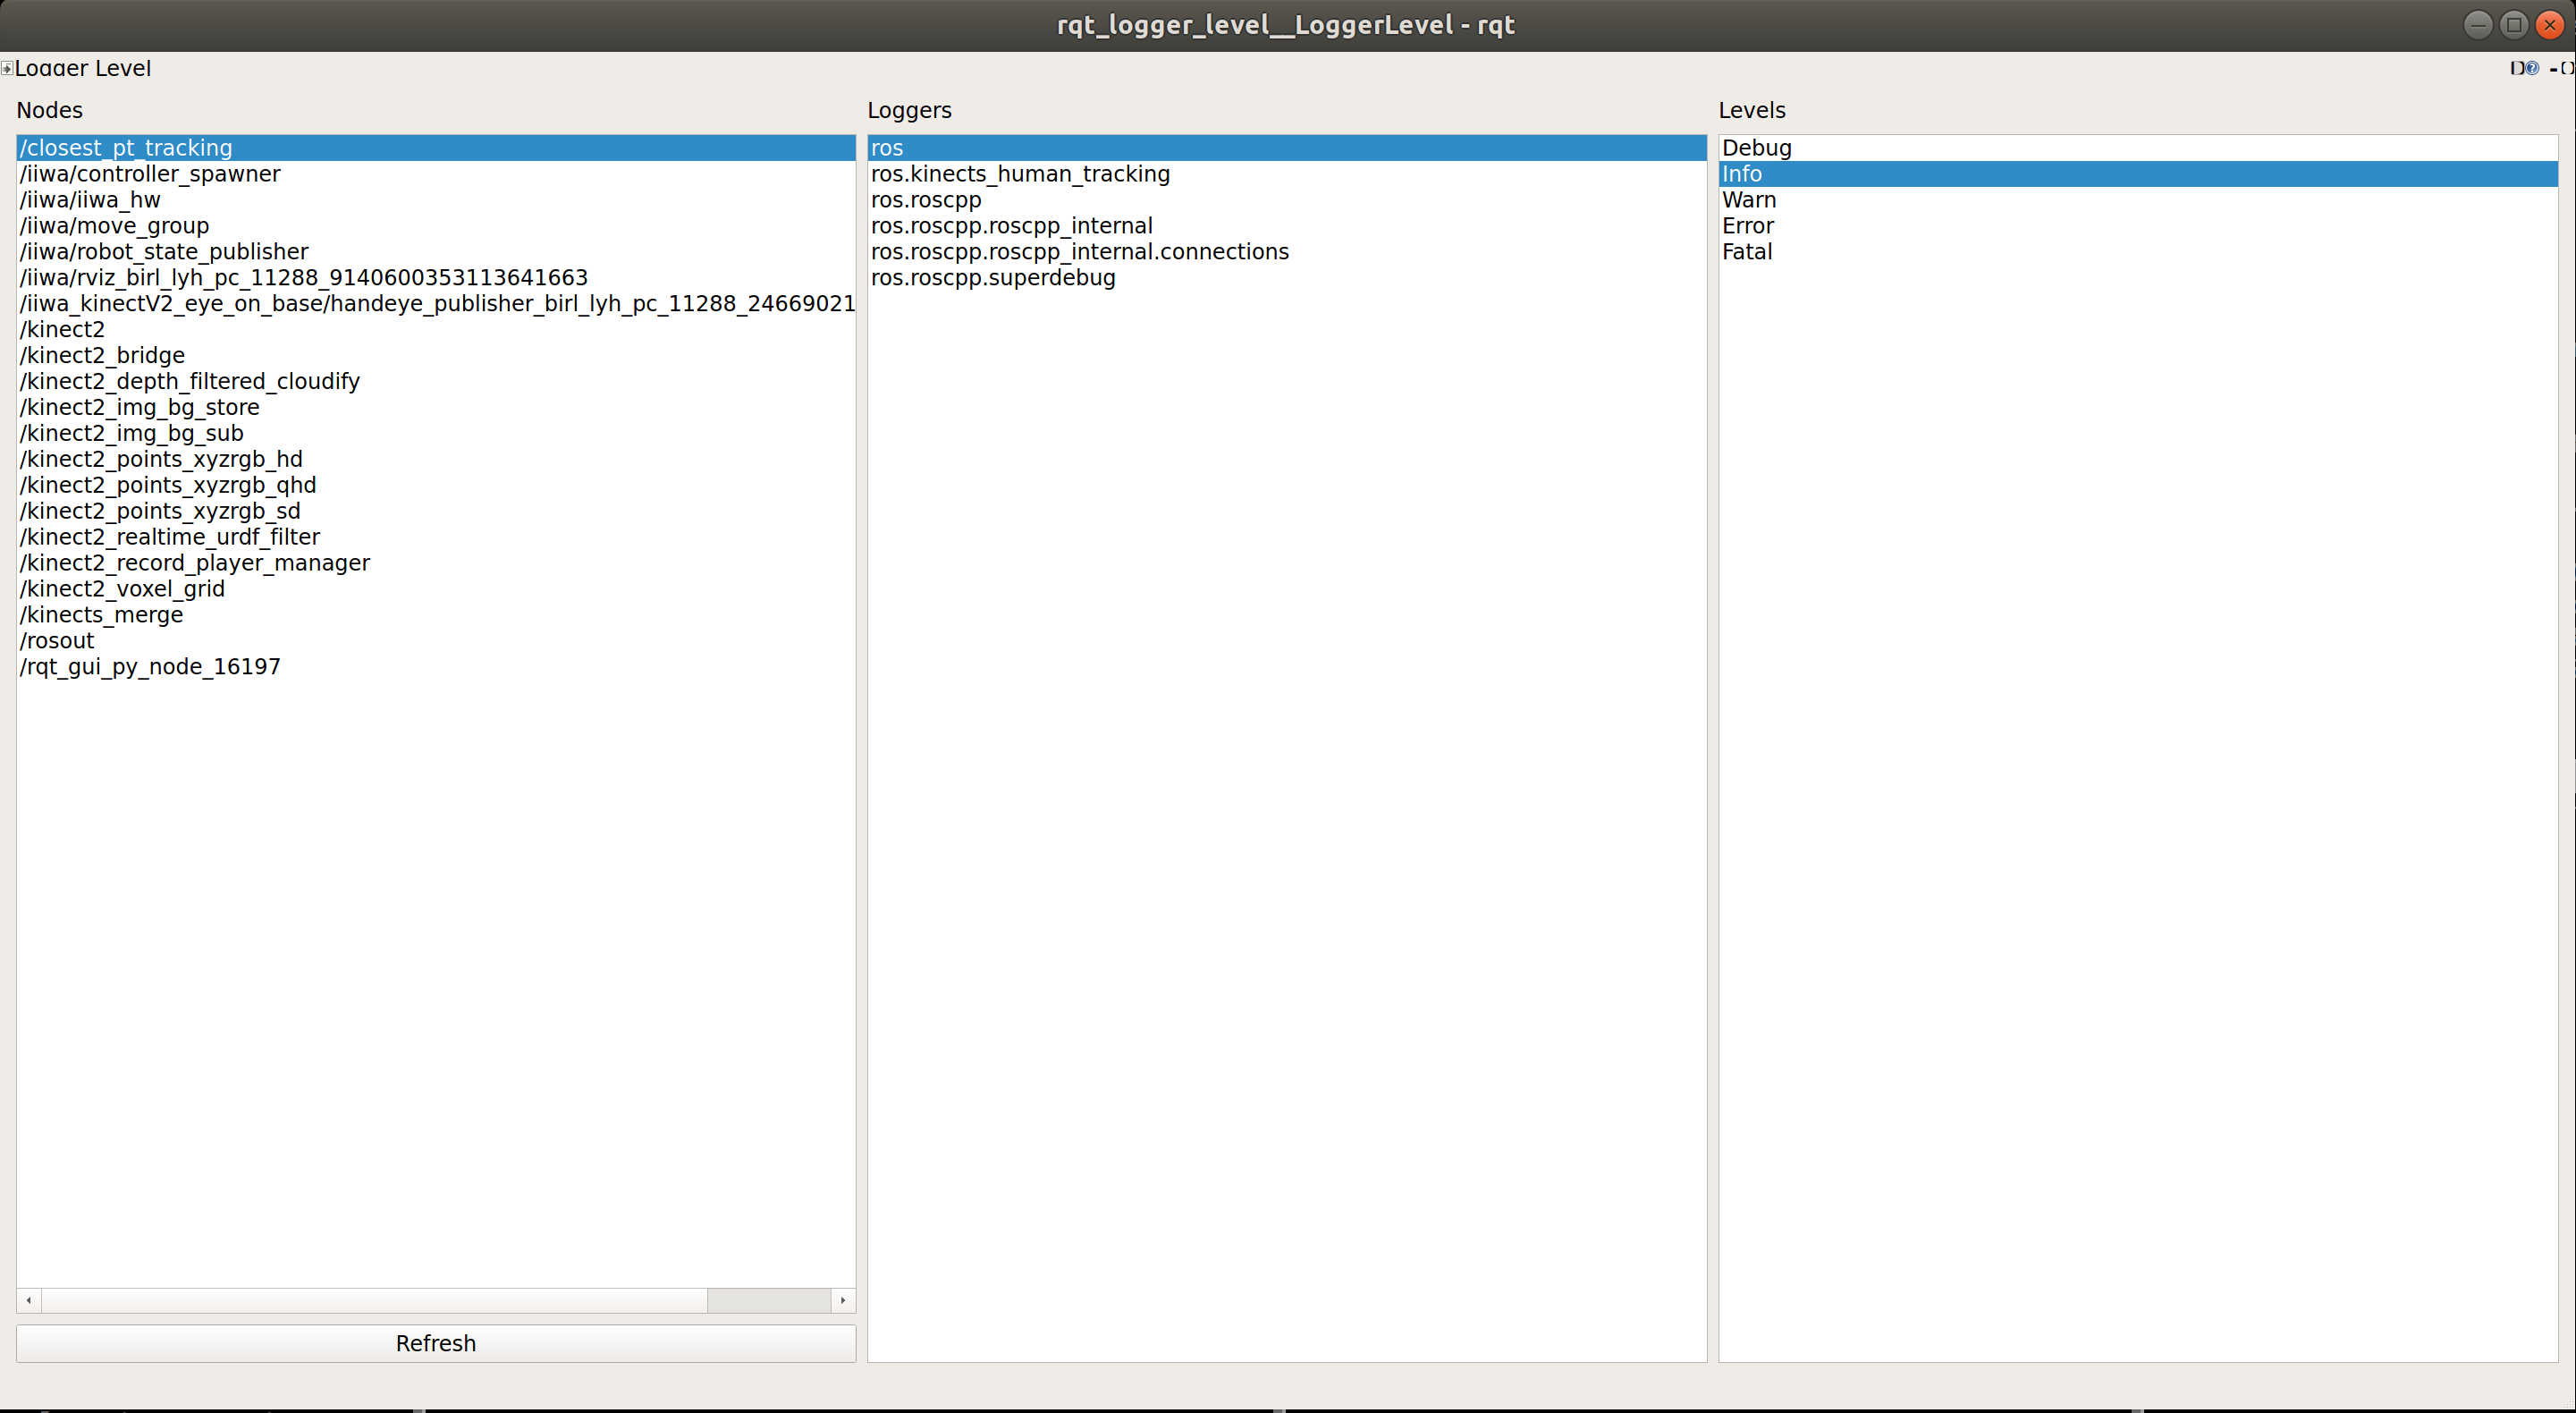 rqt_logger_level__LoggerLevel - rqt
Logger Level
Nodes
/closest_pt_tracking
/iiwa/controller_spawner
/iiwa/iiwa_hw
/iiwa/move_group
/iiwa/robot_state_publisher
/iiwa/rviz_birl_lyh_pc_11288_9140600353113641663
/iiwa_kinectV2_eye_on_base/handeye_publisher_birl_lyh_pc_11288_24669021
/kinect2
/kinect2_bridge
/kinect2_depth_filtered_cloudify
/kinect2_img_bg_store
/kinect2_img_bg_sub
/kinect2_points_xyzrgb_hd
/kinect2_points_xyzrgb_qhd
/kinect2_points_xyzrgb_sd
/kinect2_realtime_urdf_filter
/kinect2_record_player_manager
/kinect2_voxel_grid
/kinects_merge
/rosout
/rqt_gui_py_node_16197
Refresh
Loggers
ros
ros.kinects_human_tracking
ros.roscpp
ros.roscpp.roscpp_internal
ros.roscpp.roscpp_internal.connections
ros.roscpp.superdebug
Levels
Debug
Info
Warn
Error
Fatal